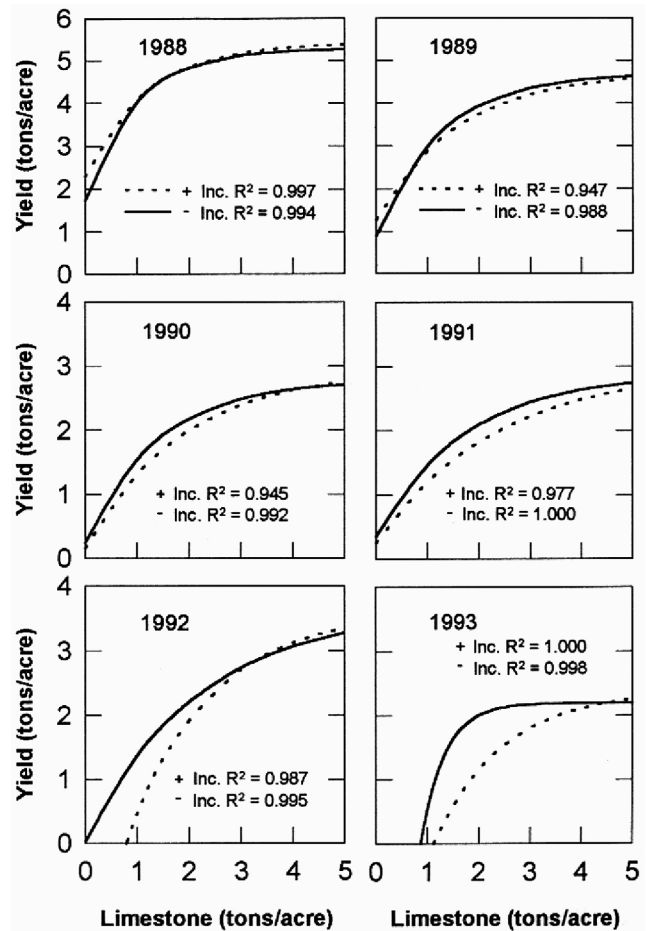 1988
1989
Yield (tons/acre)
6
5
4
3
2
1
0
+ Inc. R² = 0.997
- Inc. R² = 0.994
+ Inc. R² = 0.947
- Inc. R² = 0.988
1990
1991
Yield (tons/acre)
4
3
2
1
0
+ Inc. R² = 0.945
- Inc. R² = 0.992
+ Inc. R² = 0.977
- Inc. R² = 1.000
1992
1993
Yield (tons/acre)
4
3
2
1
0
+ Inc. R² = 0.987
- Inc. R² = 0.995
+ Inc. R² = 1.000
- Inc. R² = 0.998
0 1 2 3 4 5
0 1 2 3 4 5
Limestone (tons/acre)
Limestone (tons/acre)